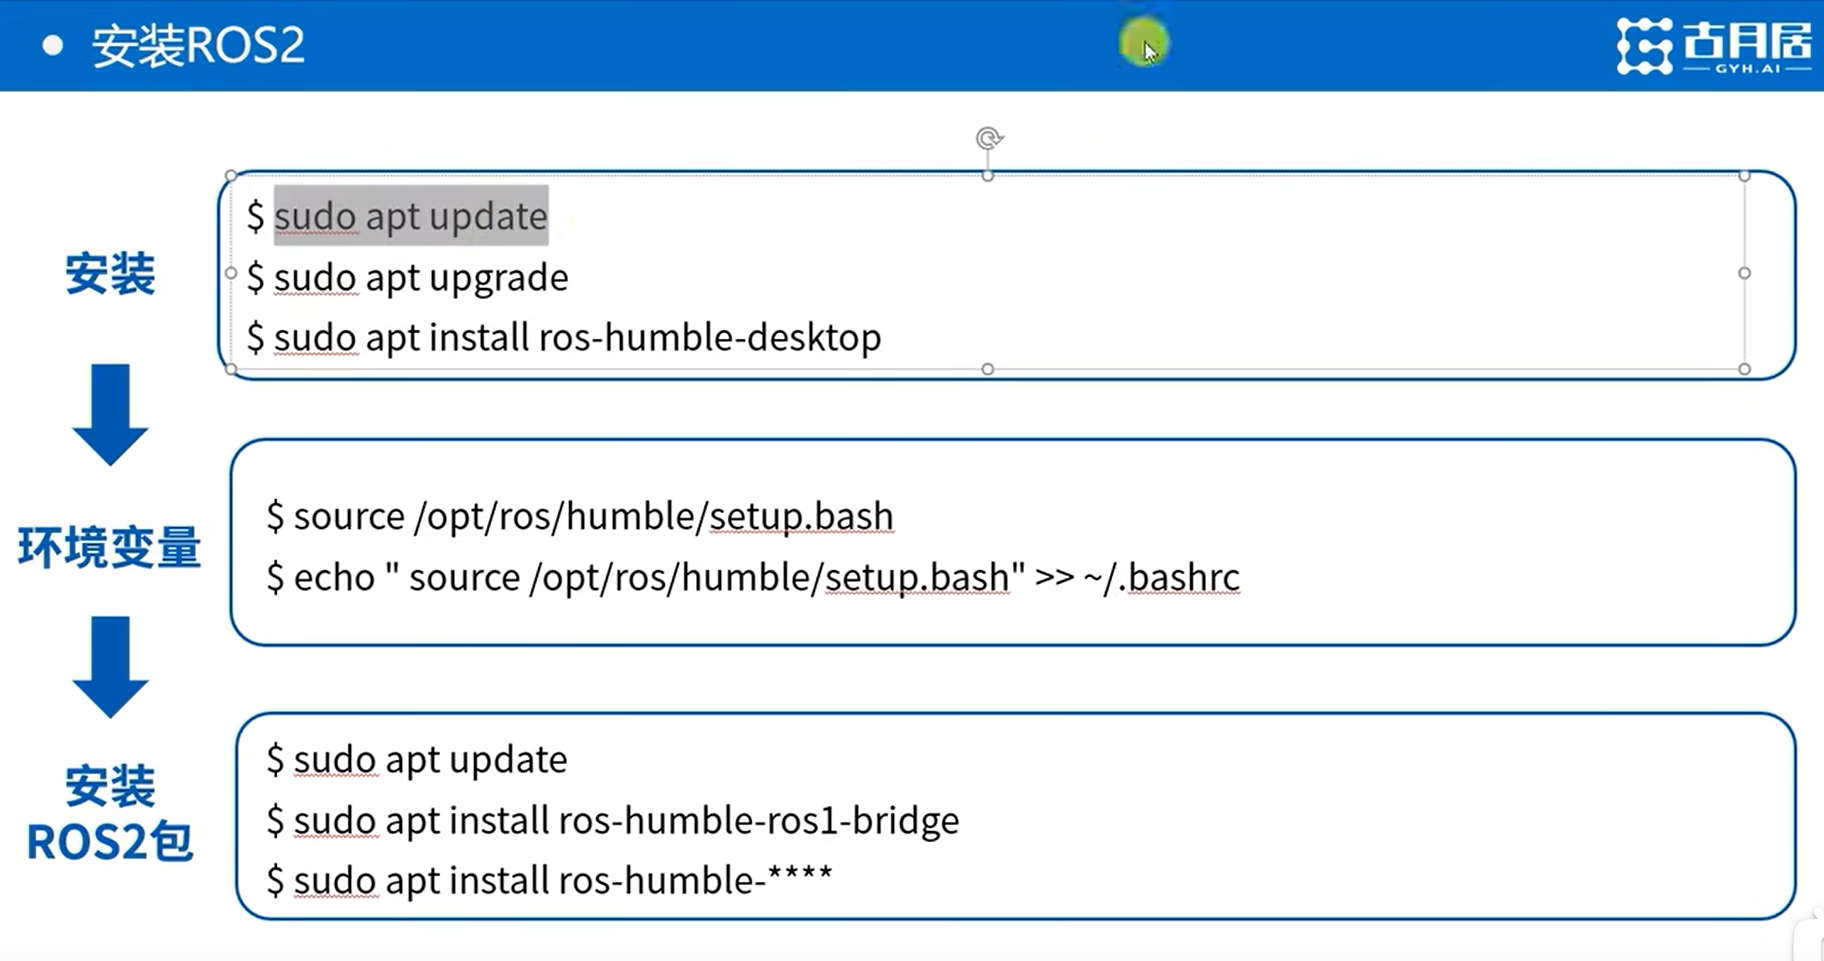 安装ROS2
古月居
GYH.AI
安装
$ sudo apt update
$ sudo apt upgrade
$ sudo apt install ros-humble-desktop
环境变量
$ source /opt/ros/humble/setup.bash
$ echo " source /opt/ros/humble/setup.bash" >> ~/.bashrc
安装
ROS2包
$ sudo apt update
$ sudo apt install ros-humble-ros1-bridge
$ sudo apt install ros-humble-****